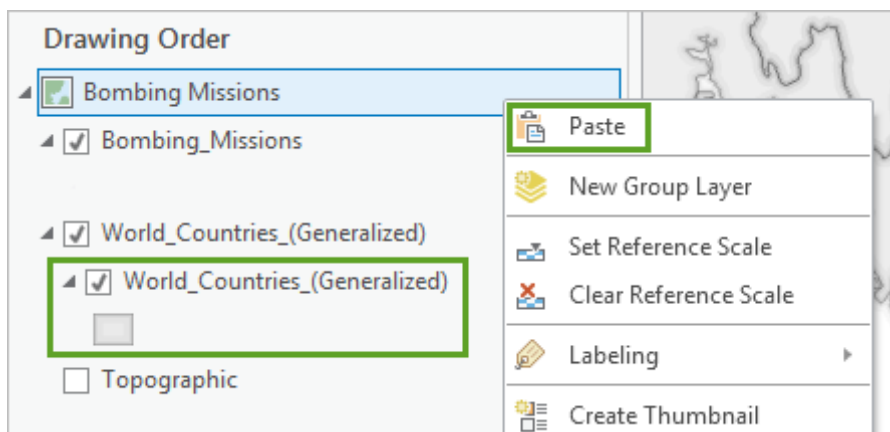 Drawing Order
Bombing Missions
Bombing_Missions
World_Countries_(Generalized)
World_Countries_(Generalized)
Topographic
Paste
New Group Layer
Set Reference Scale
Clear Reference Scale
Labeling
Create Thumbnail